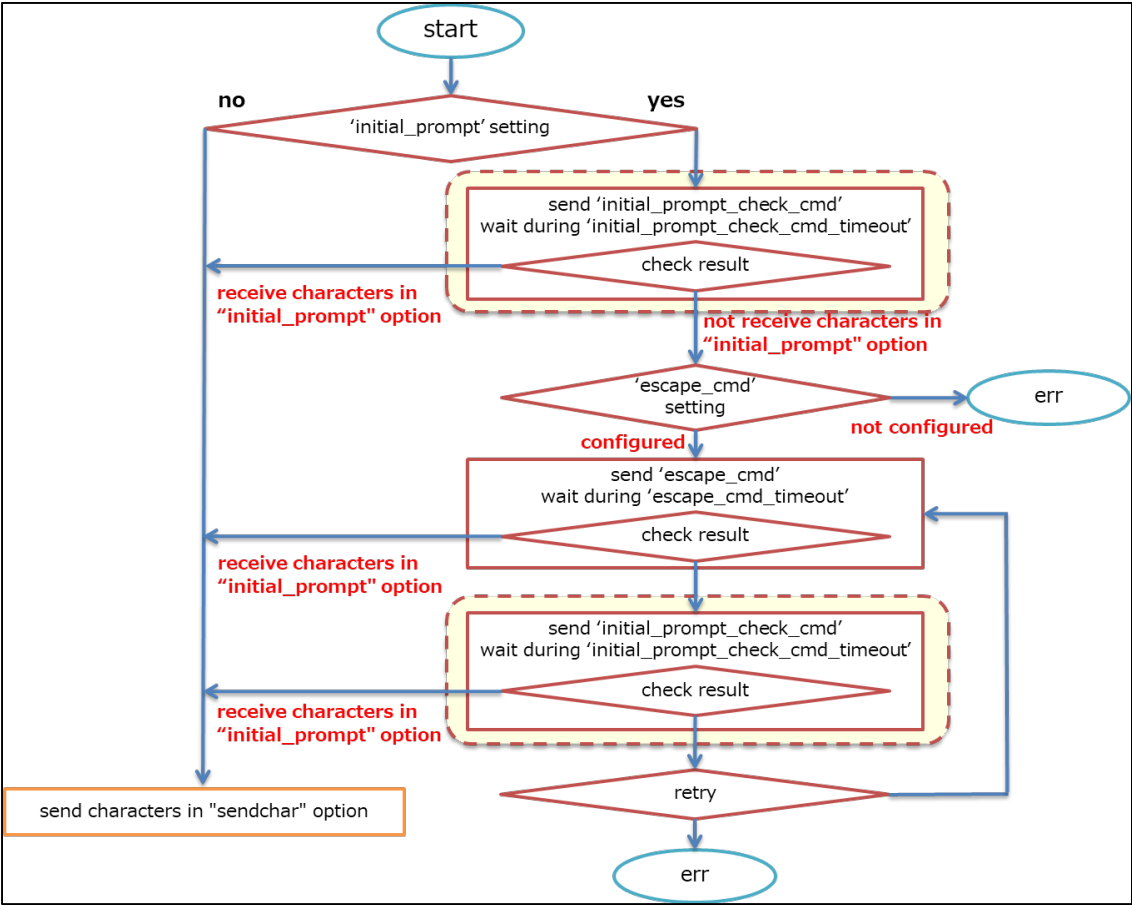 start
no
yes
‘initial_prompt’ setting
send ‘initial_prompt_check_cmd’
wait during ‘initial_prompt_check_cmd_timeout’
check result
receive characters in
“initial_prompt" option
not receive characters in
“initial_prompt" option
‘escape_cmd’
setting
err
not configured
configured
send ‘escape_cmd’
wait during ‘escape_cmd_timeout’
check result
receive characters in
“initial_prompt" option
send ‘initial_prompt_check_cmd’
wait during ‘initial_prompt_check_cmd_timeout’
check result
receive characters in
“initial_prompt" option
retry
send characters in "sendchar" option
err